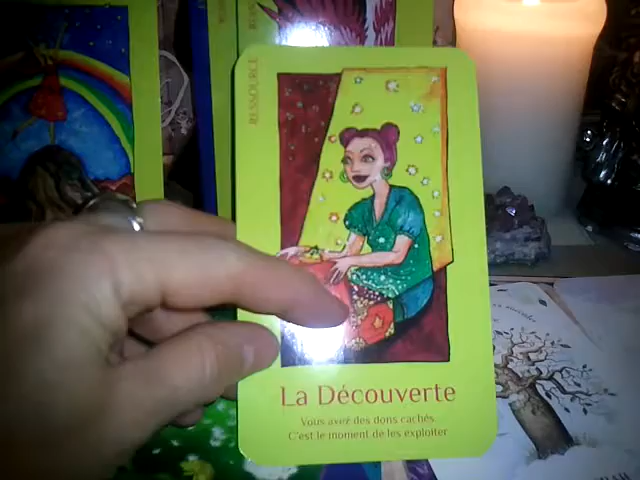 RESSOURCE
La Découverte
Vous avez des dons cachés.
C'est le moment de les exploiter